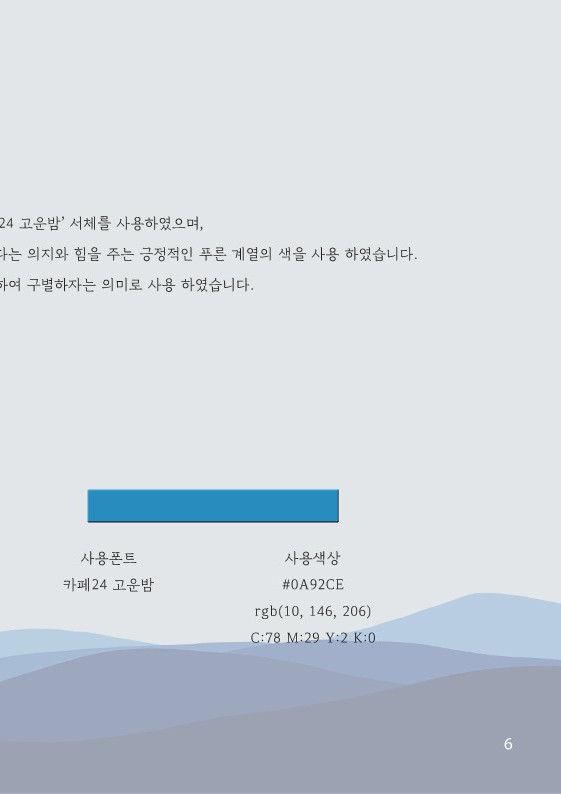 24 고운밤’ 서체를 사용하였으며,
다는 의지와 힘을 주는 긍정적인 푸른 계열의 색을 사용 하였습니다.
하여 구별하자는 의미로 사용 하였습니다.
사용폰트
카페24 고운밤
사용색상
#0A92CE
rgb(10, 146, 206)
C:78 M:29 Y:2 K:0
6